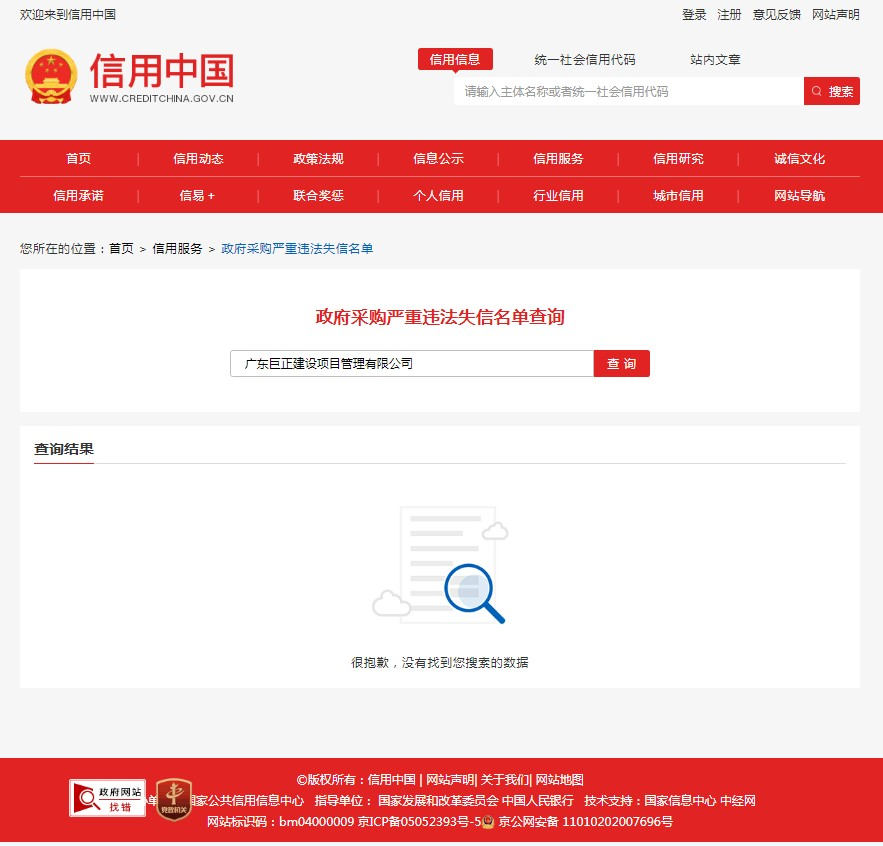 欢迎来到信用中国 登录 注册 意见反馈 网站声明
信用信息 统一社会信用代码 站内文章
信用中国
WWW.CREDITCHINA.GOV.CN
请输入主体名称或者统一社会信用代码 搜索
首页 | 信用动态 | 政策法规 | 信息公示 | 信用服务 | 信用研究 | 诚信文化
信用承诺 | 信易+ | 联合奖惩 | 个人信用 | 行业信用 | 城市信用 | 网站导航
您所在的位置：首页 > 信用服务 > 政府采购严重违法失信名单
政府采购严重违法失信名单查询
广东巨正建设项目管理有限公司 查 询
查询结果
很抱歉，没有找到您搜索的数据
©版权所有：信用中国 | 网站声明| 关于我们| 网站地图
政府网站
找错
党政机关
家公共信用信息中心 指导单位： 国家发展和改革委员会 中国人民银行 技术支持：国家信息中心 中经网
网站标识码：bm04000009 京ICP备05052393号-5 京公网安备 11010202007696号